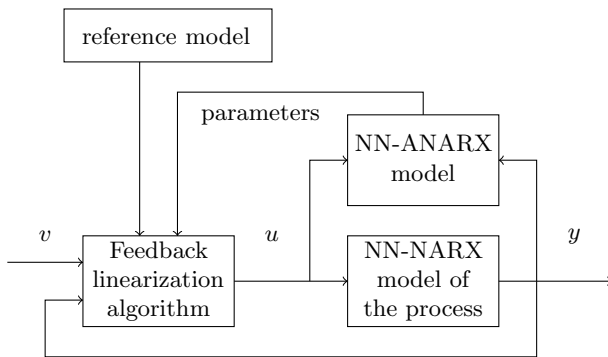 reference model
parameters
NN-ANARX
model
v
Feedback
linearization
algorithm
u
NN-NARX
model of
the process
y